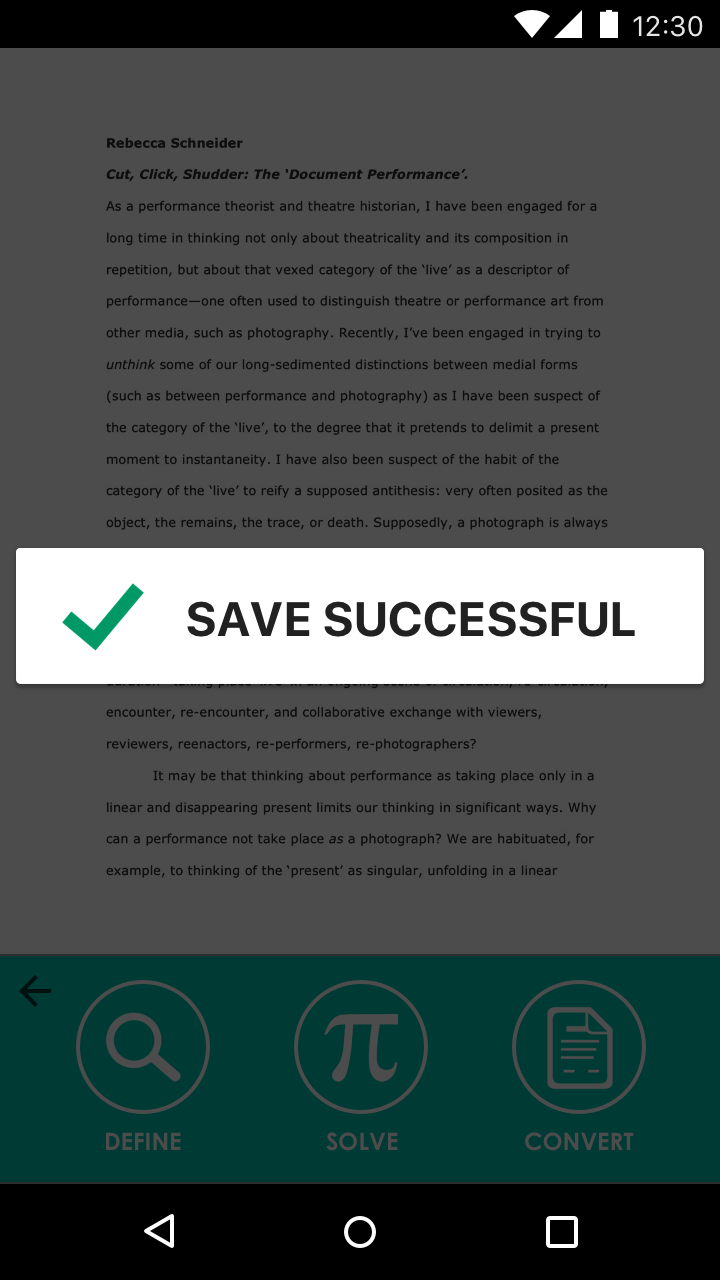 12:30
Rebecca Schneider
Cut, Click, Shudder: The ‘Document Performance’.
As a performance theorist and theatre historian, I have been engaged for a
long time in thinking not only about theatricality and its composition in
repetition, but about that vexed category of the ‘live’ as a descriptor of
performance—one often used to distinguish theatre or performance art from
other media, such as photography. Recently, I’ve been engaged in trying to
unthink some of our long-sedimented distinctions between medial forms
(such as between performance and photography) as I have been suspect of
the category of the ‘live’, to the degree that it pretends to delimit a present
moment to instantaneity. I have also been suspect of the habit of the
category of the ‘live’ to reify a supposed antithesis: very often posited as the
object, the remains, the trace, or death. Supposedly, a photograph is always
SAVE SUCCESSFUL
encounter, re-encounter, and collaborative exchange with viewers,
reviewers, reenactors, re-performers, re-photographers?
It may be that thinking about performance as taking place only in a
linear and disappearing present limits our thinking in significant ways. Why
can a performance not take place as a photograph? We are habituated, for
example, to thinking of the ‘present’ as singular, unfolding in a linear
DEFINE
SOLVE
CONVERT